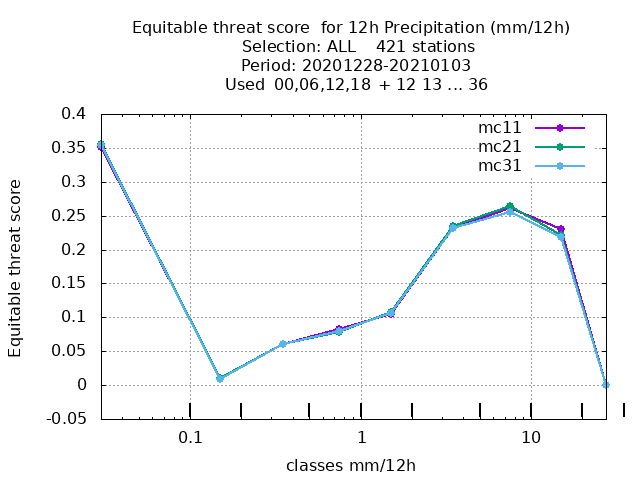 Equitable threat score  for 12h Precipitation (mm/12h)
Selection: ALL    421 stations
Period: 20201228-20210103
Used  00,06,12,18  + 12 13 ... 36
mc11
mc21
mc31
Equitable threat score
0.4
0.35
0.3
0.25
0.2
0.15
0.1
0.05
0
-0.05
0.1
1
10
classes mm/12h